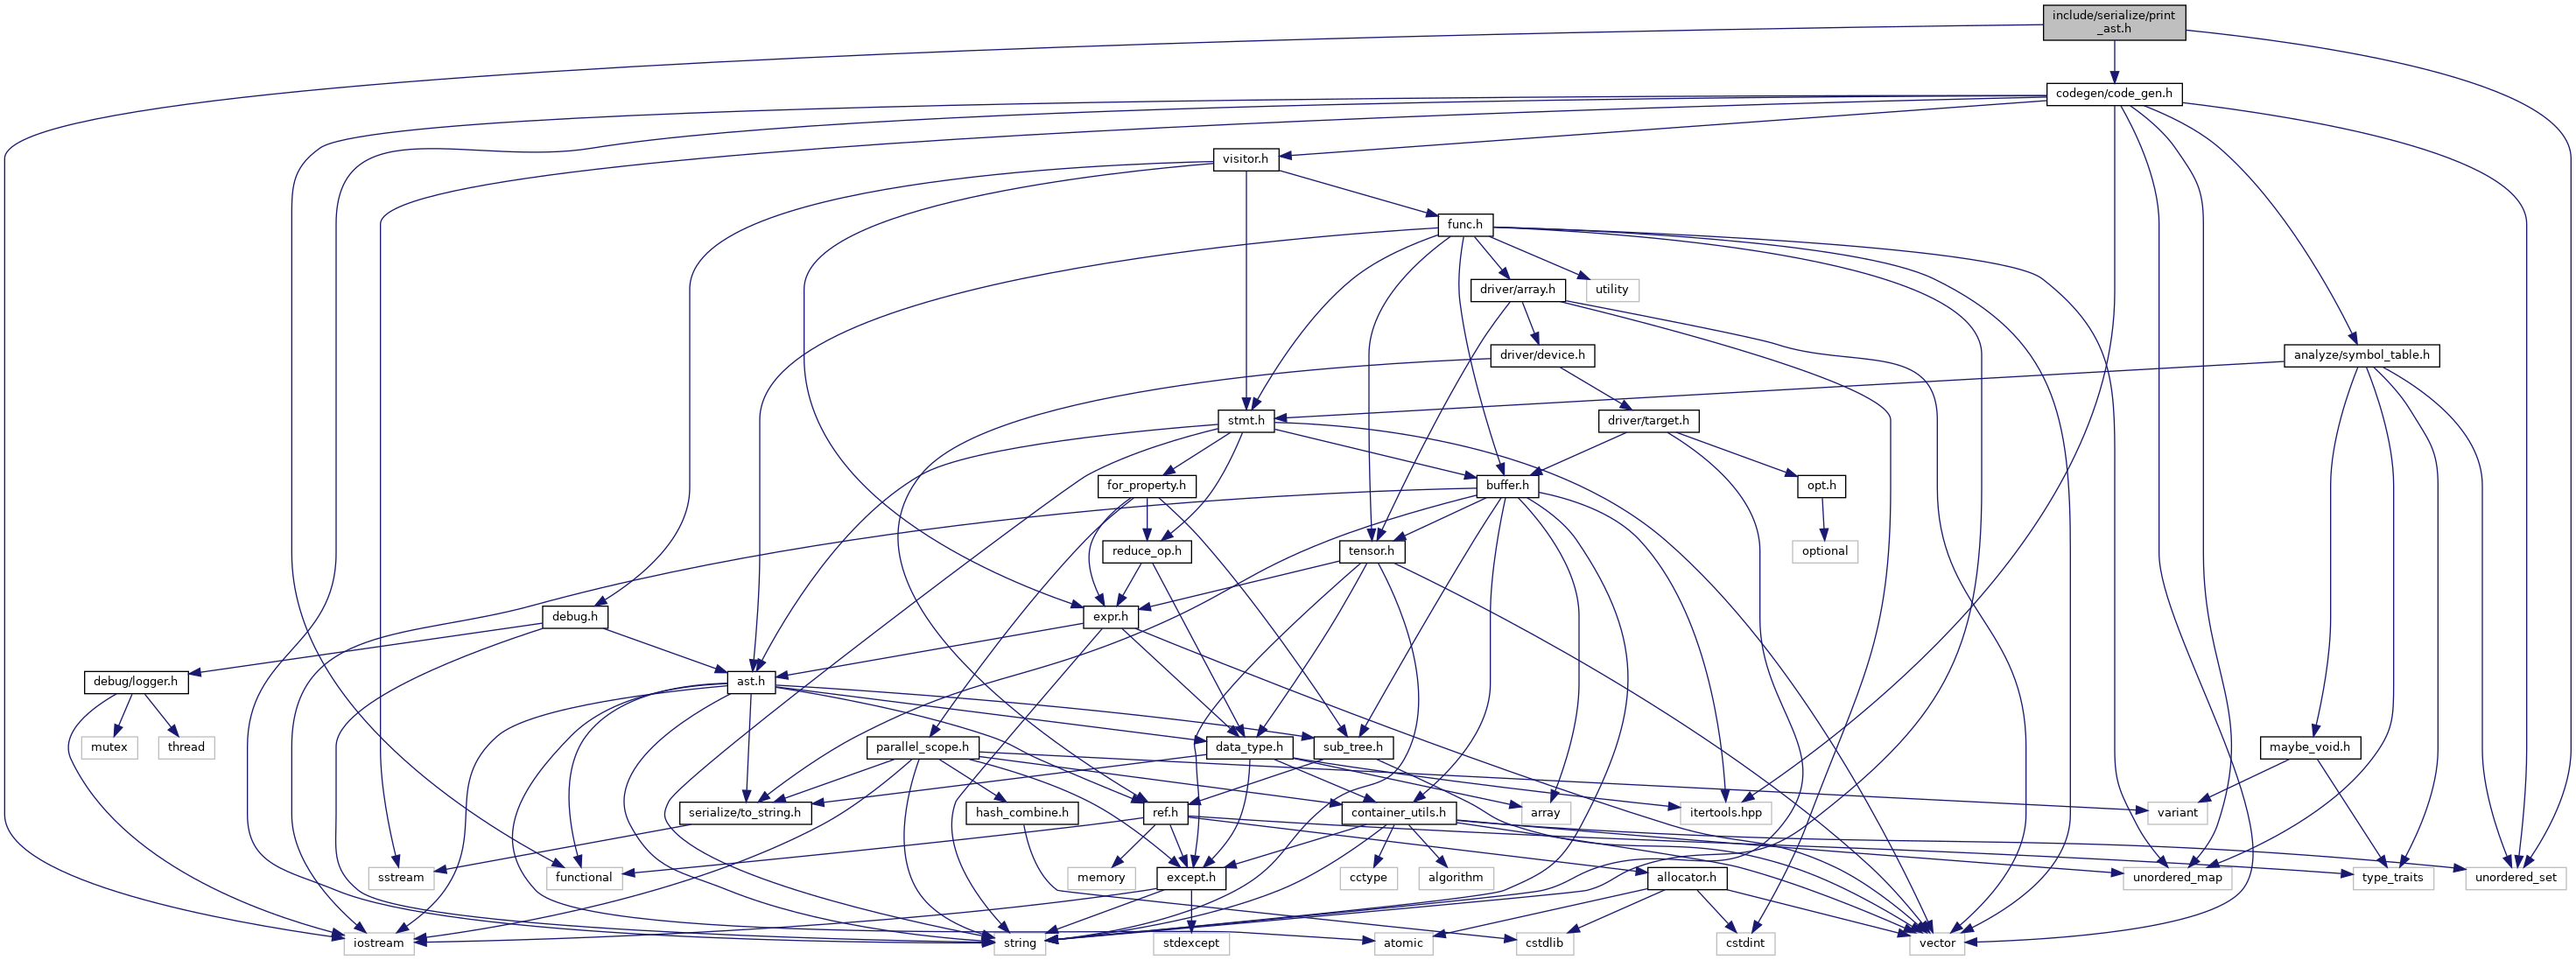 include/serialize/print
_ast.h
codegen/code_gen.h
visitor.h
func.h
driver/array.h
utility
driver/device.h
analyze/symbol_table.h
stmt.h
driver/target.h
for_property.h
buffer.h
opt.h
reduce_op.h
tensor.h
optional
debug.h
expr.h
debug/logger.h
ast.h
mutex
thread
parallel_scope.h
data_type.h
sub_tree.h
maybe_void.h
serialize/to_string.h
hash_combine.h
ref.h
container_utils.h
array
itertools.hpp
variant
sstream
functional
memory
except.h
cctype
algorithm
allocator.h
unordered_map
type_traits
unordered_set
iostream
string
stdexcept
atomic
cstdlib
cstdint
vector